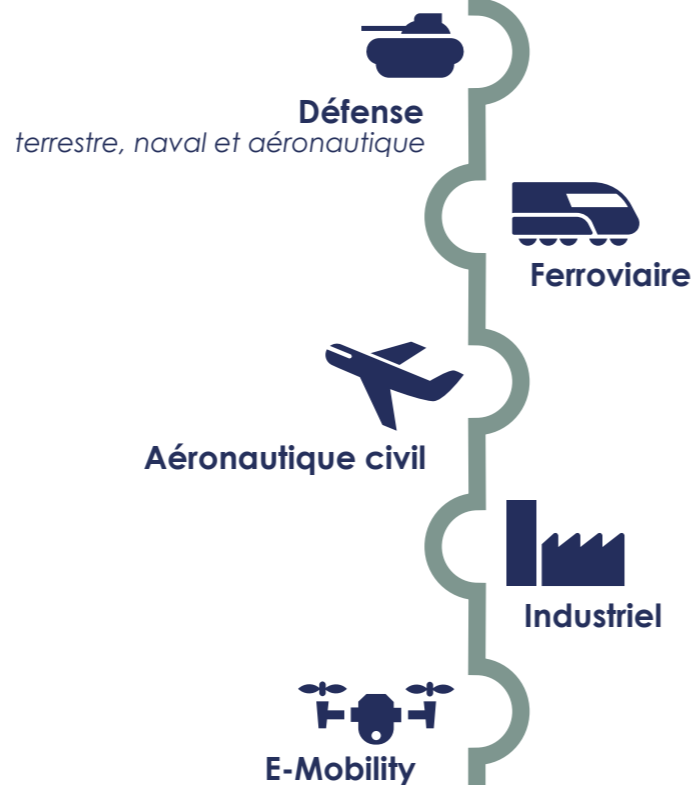 Défense
terrestre, naval et aéronautique
Ferroviaire
Aéronautique civil
Industriel
E-Mobility